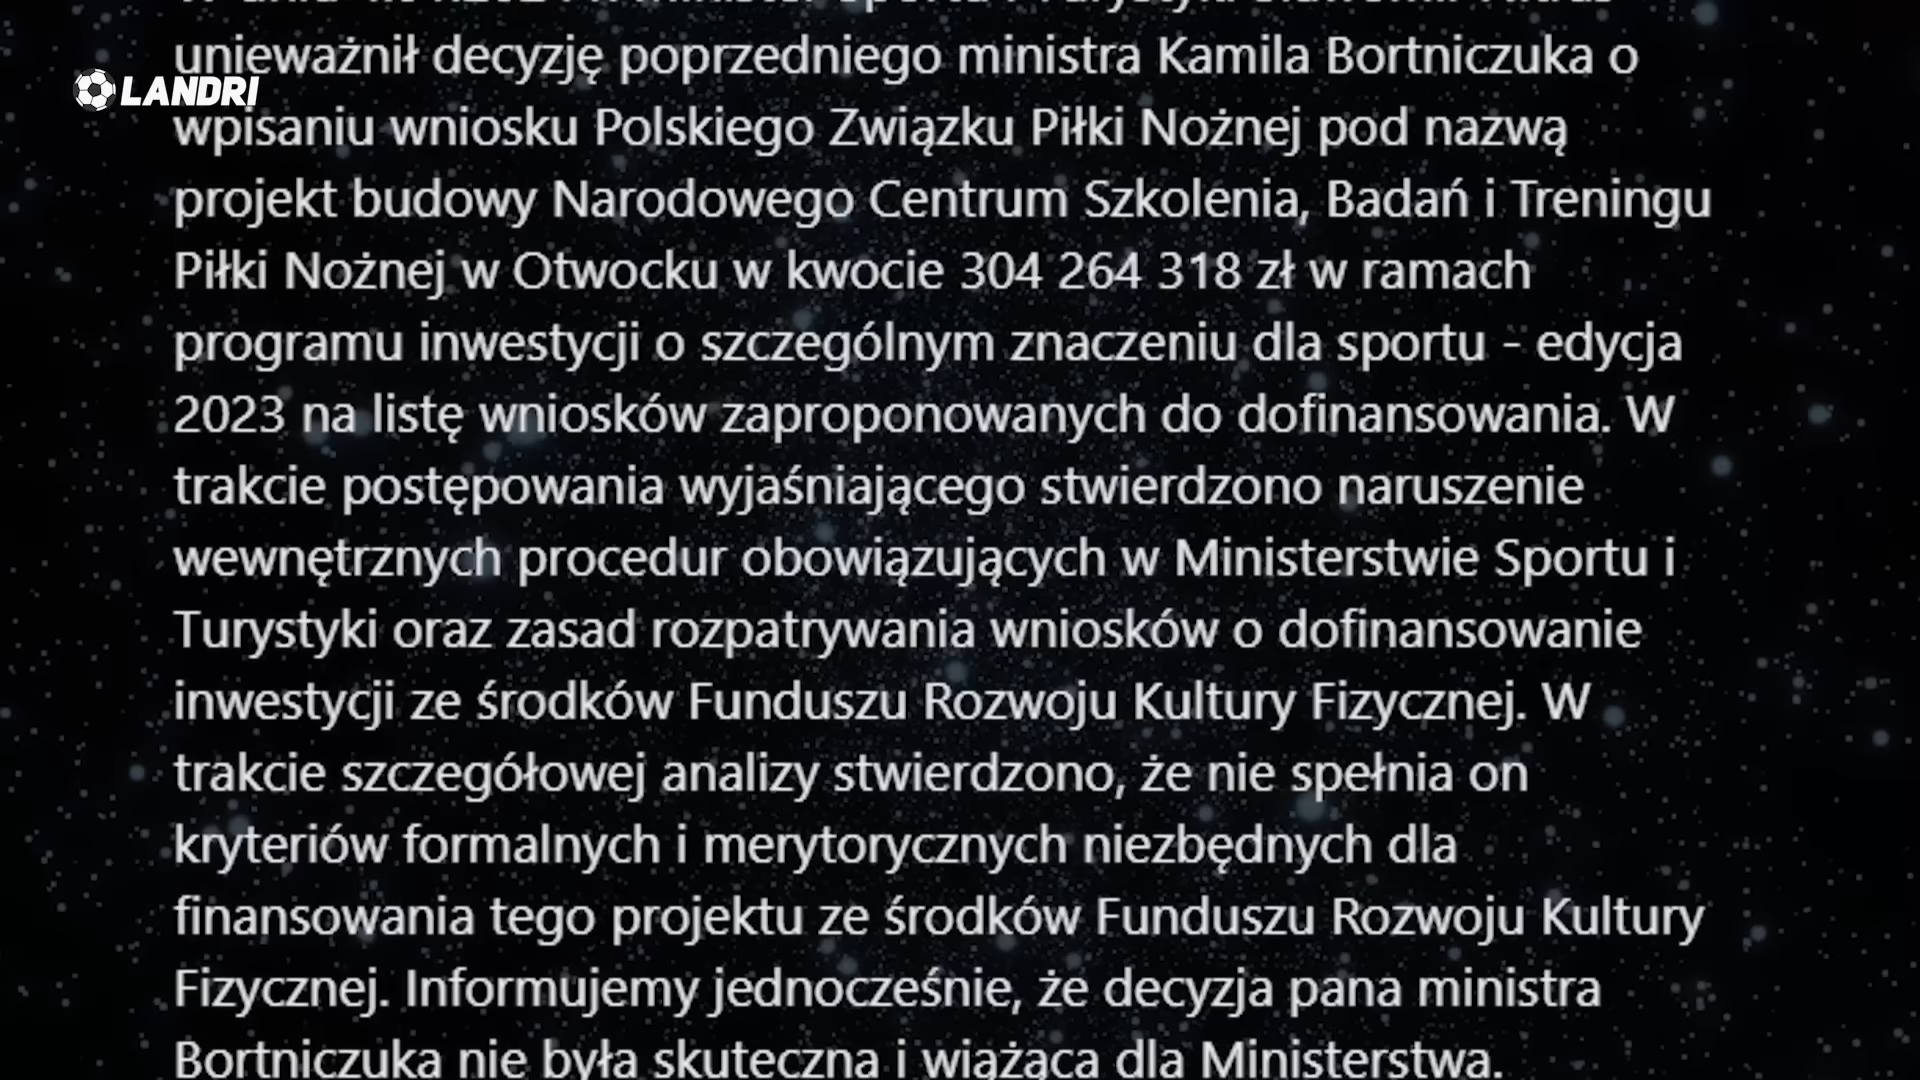 unieważnił decyzję poprzedniego ministra Kamila Bortniczuka o
LANDRI
wpisaniu wniosku Polskiego Związku Piłki Nożnej pod nazwą
projekt budowy Narodowego Centrum Szkolenia, Badań i Treningu
Piłki Nożnej w Otwocku w kwocie 304 264 318 zł w ramach
programu inwestycji o szczególnym znaczeniu dla sportu - edycja
2023 na listę wniosków zaproponowanych do dofinansowania. W
trakcie postępowania wyjaśniającego stwierdzono naruszenie
wewnętrznych procedur obowiązujących w Ministerstwie Sportu i
Turystyki oraz zasad rozpatrywania wniosków o dofinansowanie
inwestycji ze środków Funduszu Rozwoju Kultury Fizycznej. W
trakcie szczegółowej analizy stwierdzono, że nie spełnia on
kryteriów formalnych i merytorycznych niezbędnych dla
finansowania tego projektu ze środków Funduszu Rozwoju Kultury
Fizycznej. Informujemy jednocześnie, że decyzja pana ministra
Bortniczuka nie była skuteczna i wiążąca dla Ministerstwa.